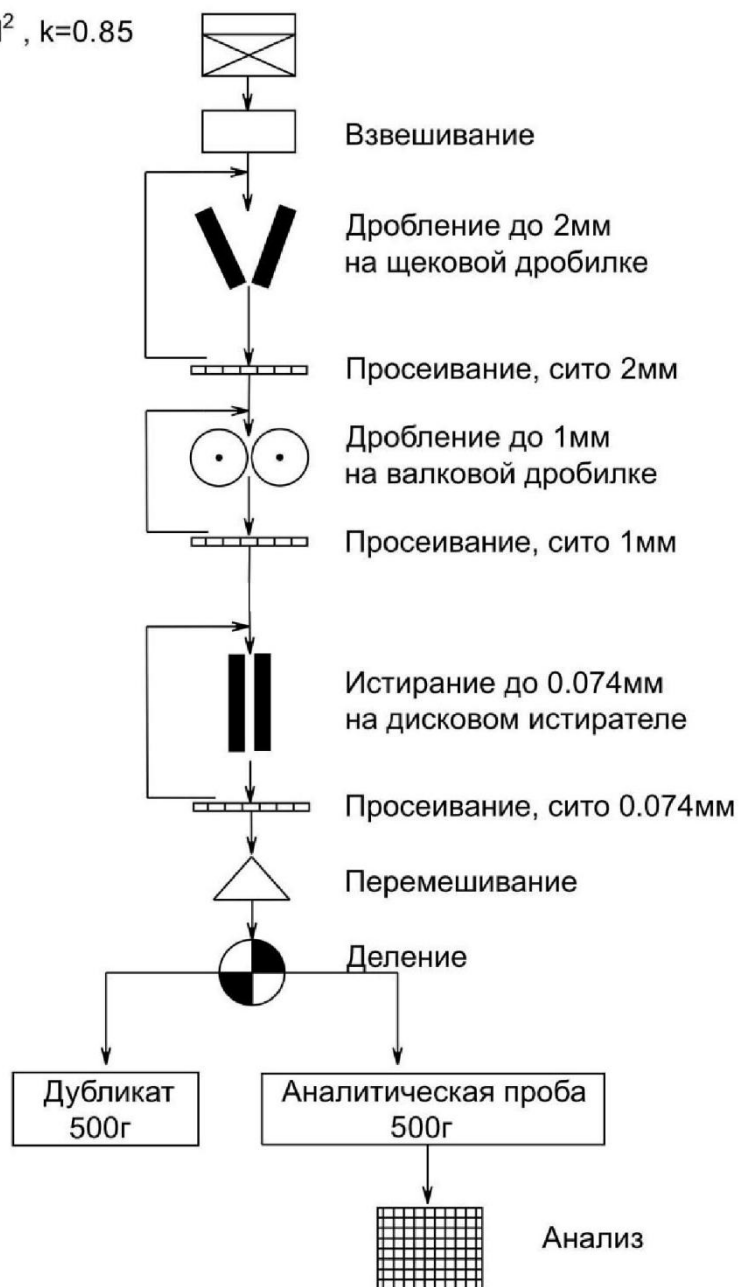 ², k=0.85
Взвешивание
Дробление до 2мм
на щековой дробилке
Просеивание, сито 2мм
Дробление до 1мм
на валковой дробилке
Просеивание, сито 1мм
Истирание до 0.074мм
на дисковом истирателе
Просеивание, сито 0.074мм
Перемешивание
Деление
Дубликат
500г
Аналитическая проба
500г
Анализ